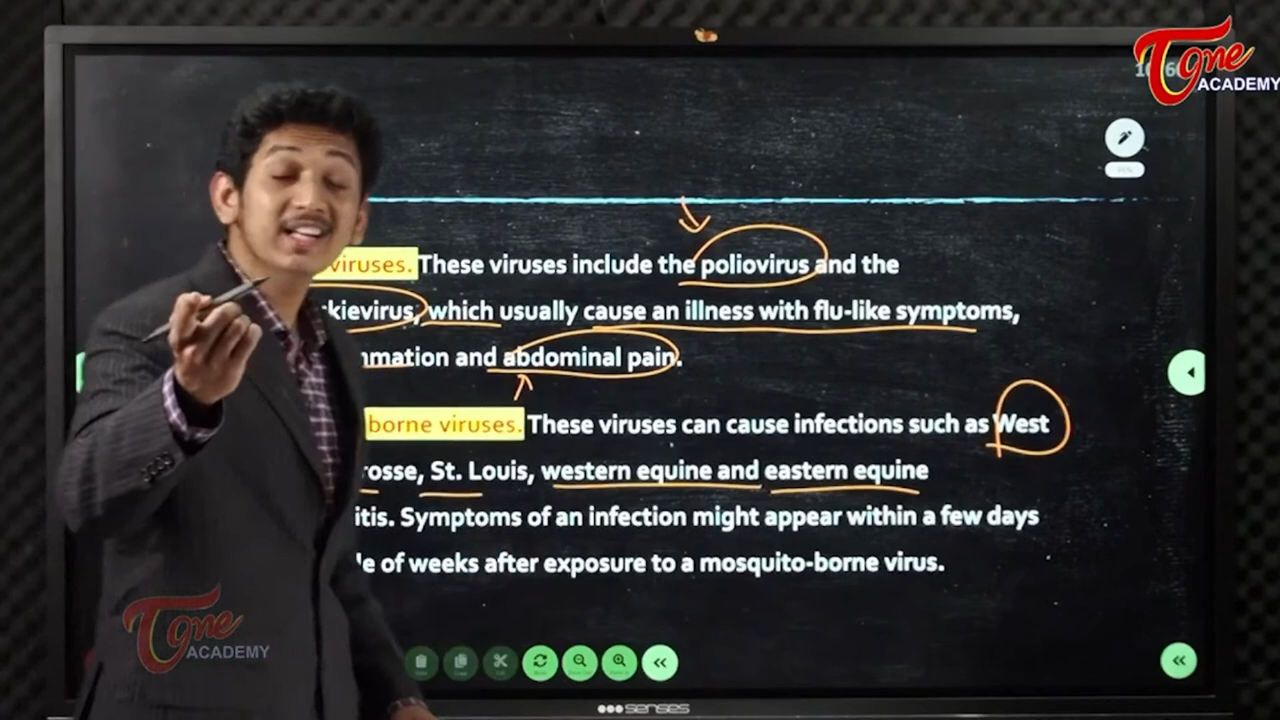 Tone
ACADEMY
viruses. These viruses include the poliovirus and the
kievirus, which usually cause an illness with flu-like symptoms,
mmation and abdominal pain.
borne viruses. These viruses can cause infections such as West
rosse, St. Louis, western equine and eastern equine
itis. Symptoms of an infection might appear within a few days
le of weeks after exposure to a mosquito-borne virus.
Tone
ACADEMY
senses